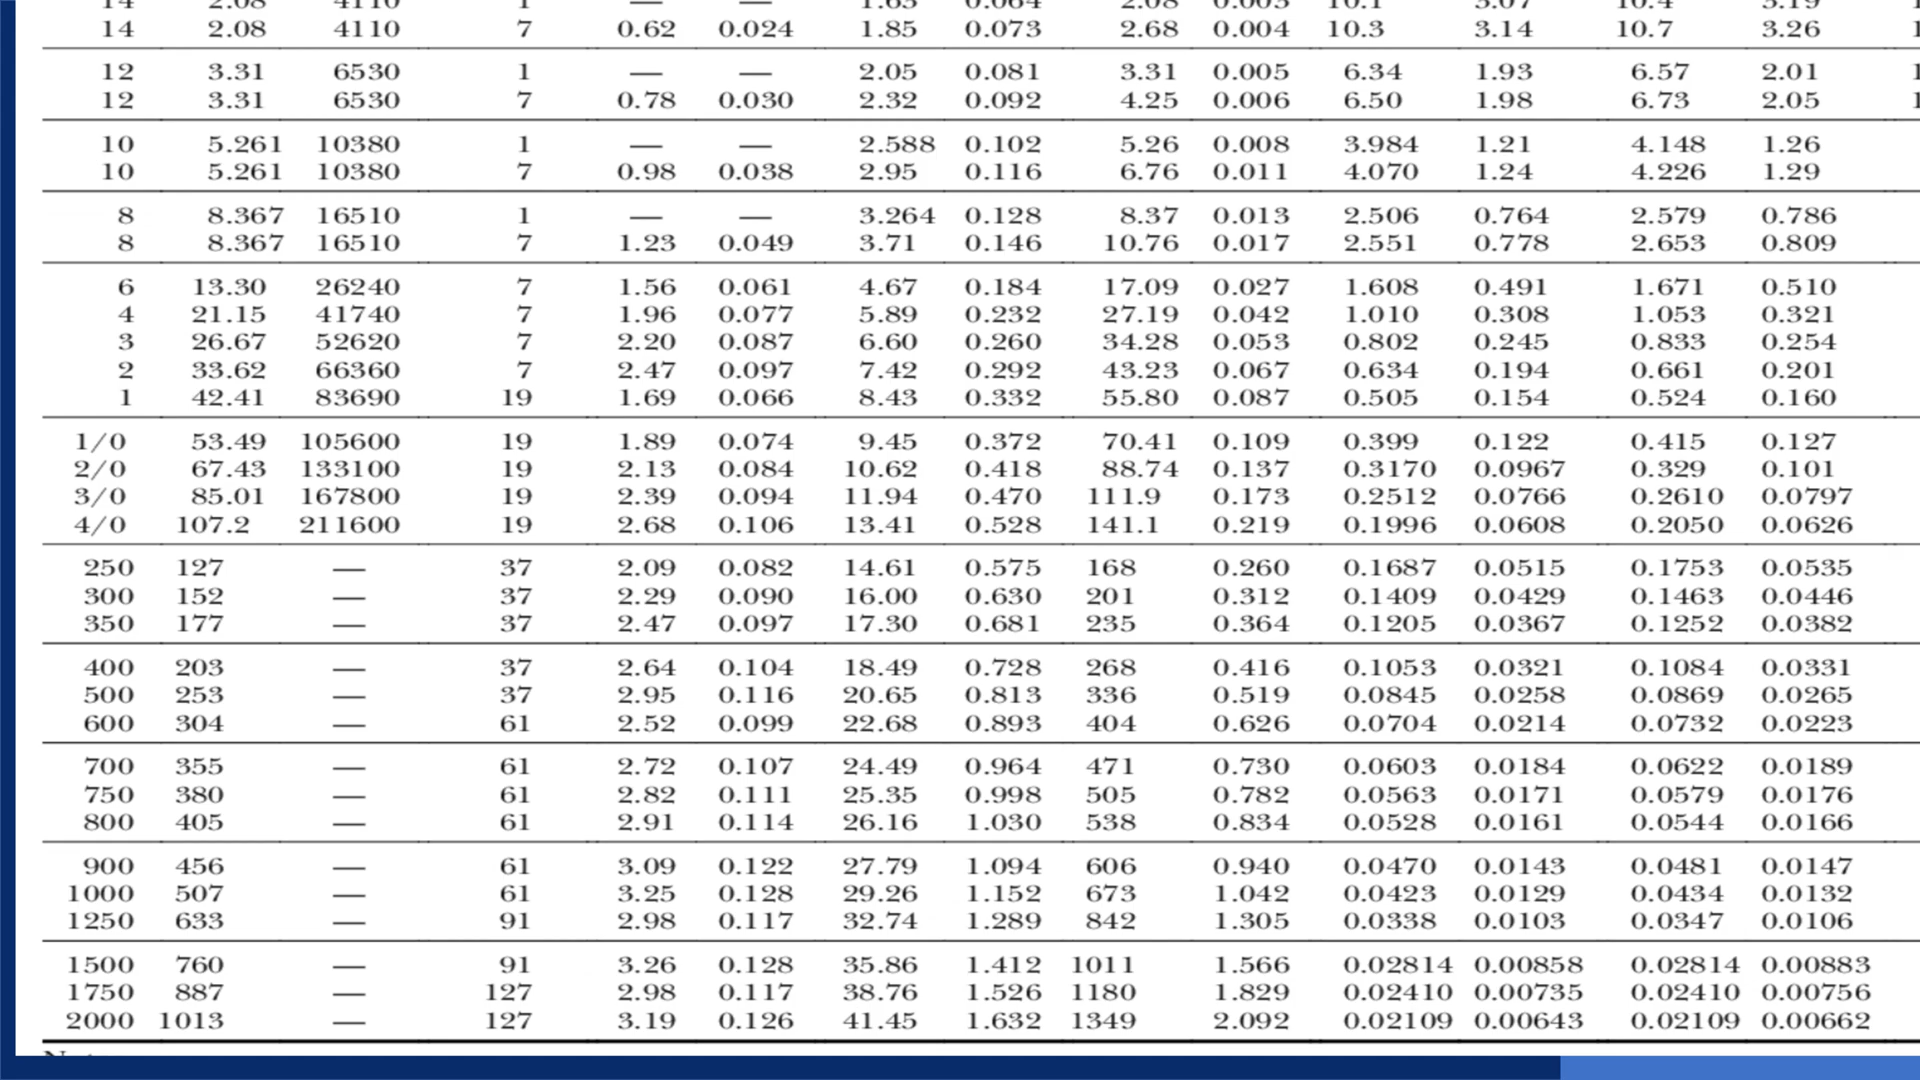 14 2.08 4110 1 — — 1.63 0.064 2.08 0.003 10.1 3.07 10.4 3.19
14 2.08 4110 7 0.62 0.024 1.85 0.073 2.68 0.004 10.3 3.14 10.7 3.26
12 3.31 6530 1 — — 2.05 0.081 3.31 0.005 6.34 1.93 6.57 2.01
12 3.31 6530 7 0.78 0.030 2.32 0.092 4.25 0.006 6.50 1.98 6.73 2.05
10 5.261 10380 1 — — 2.588 0.102 5.26 0.008 3.984 1.21 4.148 1.26
10 5.261 10380 7 0.98 0.038 2.95 0.116 6.76 0.011 4.070 1.24 4.226 1.29
8 8.367 16510 1 — — 3.264 0.128 8.37 0.013 2.506 0.764 2.579 0.786
8 8.367 16510 7 1.23 0.049 3.71 0.146 10.76 0.017 2.551 0.778 2.653 0.809
6 13.30 26240 7 1.56 0.061 4.67 0.184 17.09 0.027 1.608 0.491 1.671 0.510
4 21.15 41740 7 1.96 0.077 5.89 0.232 27.19 0.042 1.010 0.308 1.053 0.321
3 26.67 52620 7 2.20 0.087 6.60 0.260 34.28 0.053 0.802 0.245 0.833 0.254
2 33.62 66360 7 2.47 0.097 7.42 0.292 43.23 0.067 0.634 0.194 0.661 0.201
1 42.41 83690 19 1.69 0.066 8.43 0.332 55.80 0.087 0.505 0.154 0.524 0.160
1/0 53.49 105600 19 1.89 0.074 9.45 0.372 70.41 0.109 0.399 0.122 0.415 0.127
2/0 67.43 133100 19 2.13 0.084 10.62 0.418 88.74 0.137 0.3170 0.0967 0.329 0.101
3/0 85.01 167800 19 2.39 0.094 11.94 0.470 111.9 0.173 0.2512 0.0766 0.2610 0.0797
4/0 107.2 211600 19 2.68 0.106 13.41 0.528 141.1 0.219 0.1996 0.0608 0.2050 0.0626
250 127 — 37 2.09 0.082 14.61 0.575 168 0.260 0.1687 0.0515 0.1753 0.0535
300 152 — 37 2.29 0.090 16.00 0.630 201 0.312 0.1409 0.0429 0.1463 0.0446
350 177 — 37 2.47 0.097 17.30 0.681 235 0.364 0.1205 0.0367 0.1252 0.0382
400 203 — 37 2.64 0.104 18.49 0.728 268 0.416 0.1053 0.0321 0.1084 0.0331
500 253 — 37 2.95 0.116 20.65 0.813 336 0.519 0.0845 0.0258 0.0869 0.0265
600 304 — 61 2.52 0.099 22.68 0.893 404 0.626 0.0704 0.0214 0.0732 0.0223
700 355 — 61 2.72 0.107 24.49 0.964 471 0.730 0.0603 0.0184 0.0622 0.0189
750 380 — 61 2.82 0.111 25.35 0.998 505 0.782 0.0563 0.0171 0.0579 0.0176
800 405 — 61 2.91 0.114 26.16 1.030 538 0.834 0.0528 0.0161 0.0544 0.0166
900 456 — 61 3.09 0.122 27.79 1.094 606 0.940 0.0470 0.0143 0.0481 0.0147
1000 507 — 61 3.25 0.128 29.26 1.152 673 1.042 0.0423 0.0129 0.0434 0.0132
1250 633 — 91 2.98 0.117 32.74 1.289 842 1.305 0.0338 0.0103 0.0347 0.0106
1500 760 — 91 3.26 0.128 35.86 1.412 1011 1.566 0.02814 0.00858 0.02814 0.00883
1750 887 — 127 2.98 0.117 38.76 1.526 1180 1.829 0.02410 0.00735 0.02410 0.00756
2000 1013 — 127 3.19 0.126 41.45 1.632 1349 2.092 0.02109 0.00643 0.02109 0.00662